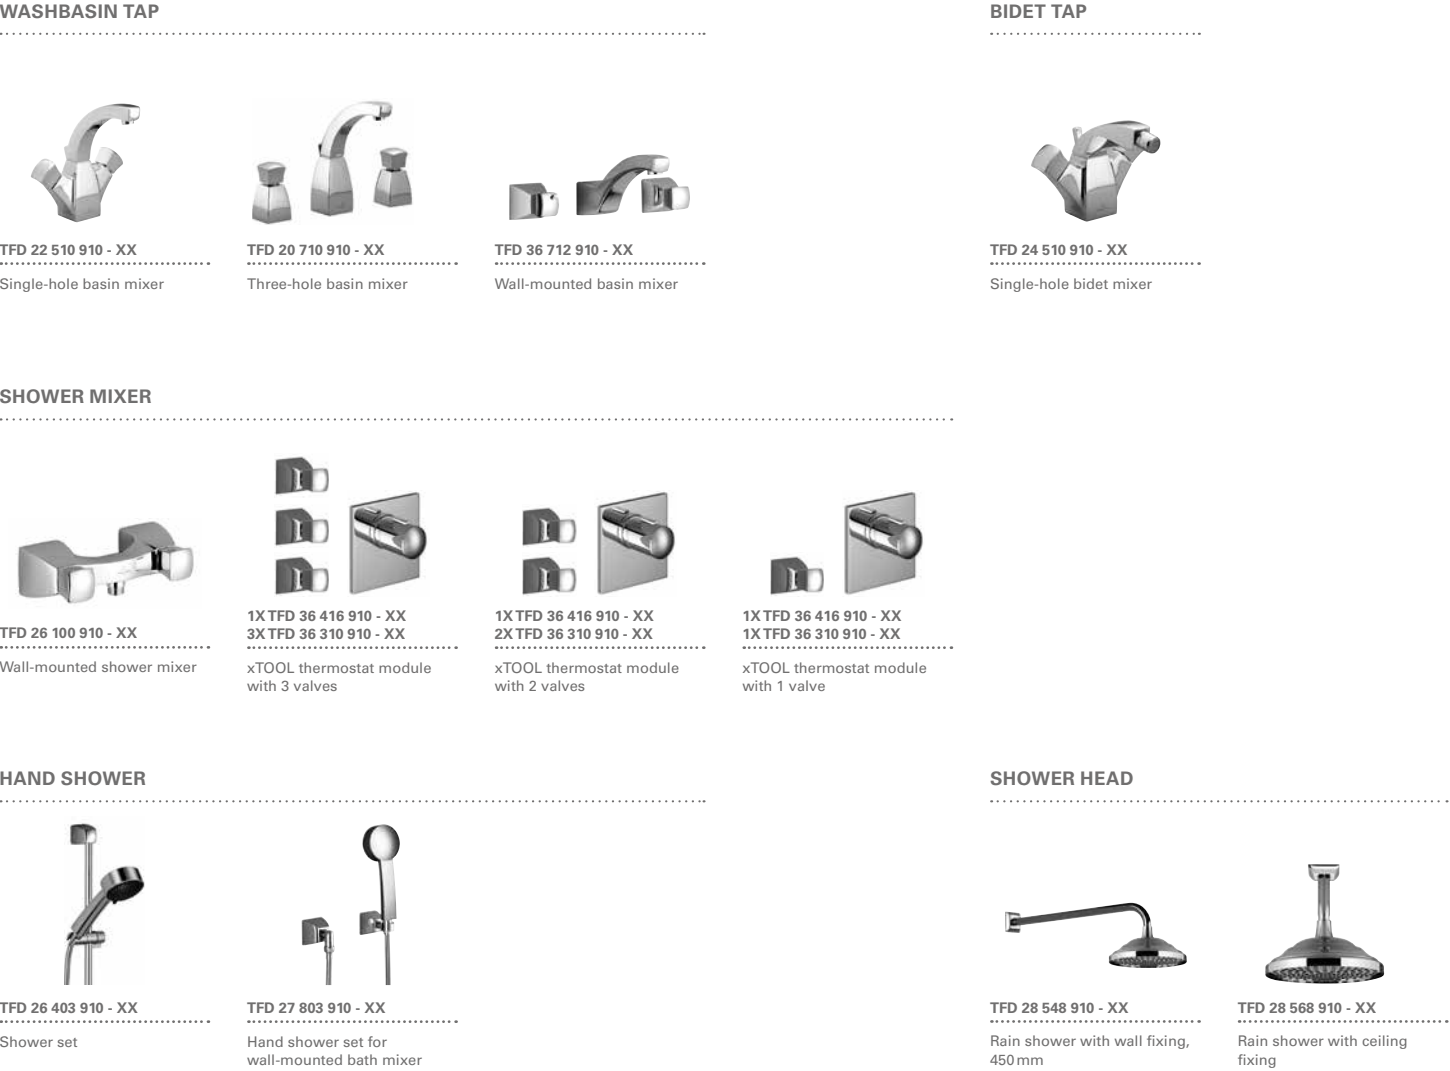 WASHBASIN TAP
TFD 22 510 910 - XX
Single-hole basin mixer
TFD 20 710 910 - XX
Three-hole basin mixer
TFD 36 712 910 - XX
Wall-mounted basin mixer
BIDET TAP
TFD 24 510 910 - XX
Single-hole bidet mixer
SHOWER MIXER
TFD 26 100 910 - XX
Wall-mounted shower mixer
1X TFD 36 416 910 - XX
3X TFD 36 310 910 - XX
xTOOL thermostat module
with 3 valves
1X TFD 36 416 910 - XX
2X TFD 36 310 910 - XX
xTOOL thermostat module
with 2 valves
1X TFD 36 416 910 - XX
1X TFD 36 310 910 - XX
xTOOL thermostat module
with 1 valve
HAND SHOWER
TFD 26 403 910 - XX
Shower set
TFD 27 803 910 - XX
Hand shower set for
wall-mounted bath mixer
SHOWER HEAD
TFD 28 548 910 - XX
Rain shower with wall fixing,
450 mm
TFD 28 568 910 - XX
Rain shower with ceiling
fixing